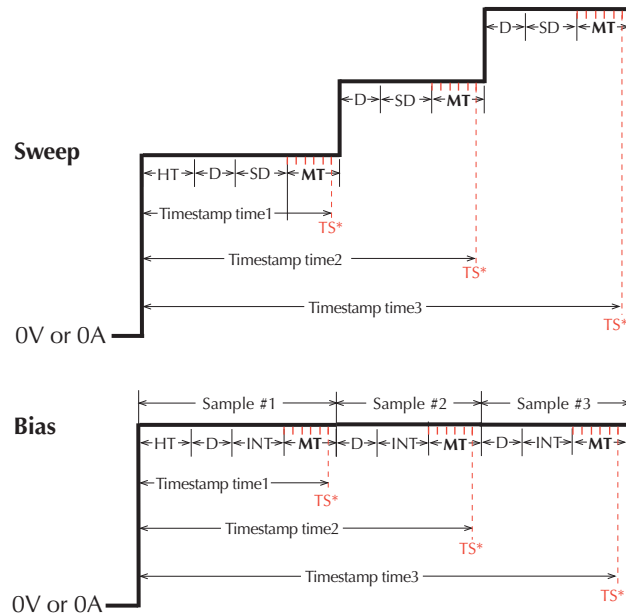 D SD MT
D SD MT
Sweep
HT D SD MT
Timestamp time1
TS*
Timestamp time2
TS*
Timestamp time3
TS*
0V or 0A
Sample #1 Sample #2 Sample #3
Bias
HT D INT MT D INT MT D INT MT
Timestamp time1
TS*
Timestamp time2
TS*
Timestamp time3
TS*
0V or 0A